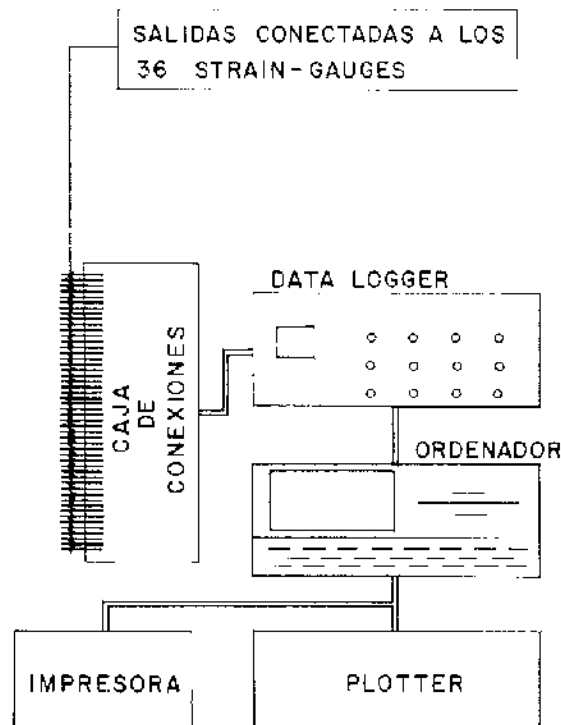 SALIDAS CONECTADAS A LOS
36 STRAIN-GAUGES
DATA LOGGER
CAJA
DE
CONEXIONES
ORDENADOR
IMPRESORA
PLOTTER